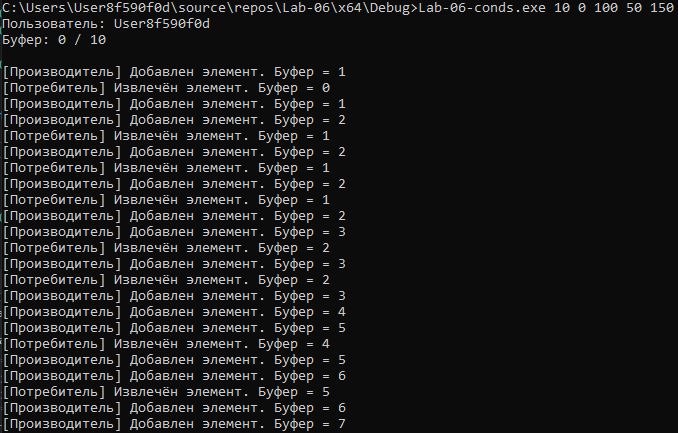 C:\Users\User8f590f0d\source\repos\Lab-06\x64\Debug>Lab-06-conds.exe 10 0 100 50 150
Пользователь: User8f590f0d
Буфер: 0 / 10
[Производитель] Добавлен элемент. Буфер = 1
[Потребитель] Извлечён элемент. Буфер = 0
[Производитель] Добавлен элемент. Буфер = 1
[Производитель] Добавлен элемент. Буфер = 2
[Потребитель] Извлечён элемент. Буфер = 1
[Производитель] Добавлен элемент. Буфер = 2
[Потребитель] Извлечён элемент. Буфер = 1
[Производитель] Добавлен элемент. Буфер = 2
[Потребитель] Извлечён элемент. Буфер = 1
[Производитель] Добавлен элемент. Буфер = 2
[Производитель] Добавлен элемент. Буфер = 3
[Потребитель] Извлечён элемент. Буфер = 2
[Производитель] Добавлен элемент. Буфер = 3
[Потребитель] Извлечён элемент. Буфер = 2
[Производитель] Добавлен элемент. Буфер = 3
[Производитель] Добавлен элемент. Буфер = 4
[Производитель] Добавлен элемент. Буфер = 5
[Потребитель] Извлечён элемент. Буфер = 4
[Производитель] Добавлен элемент. Буфер = 5
[Производитель] Добавлен элемент. Буфер = 6
[Потребитель] Извлечён элемент. Буфер = 5
[Производитель] Добавлен элемент. Буфер = 6
[Производитель] Добавлен элемент. Буфер = 7